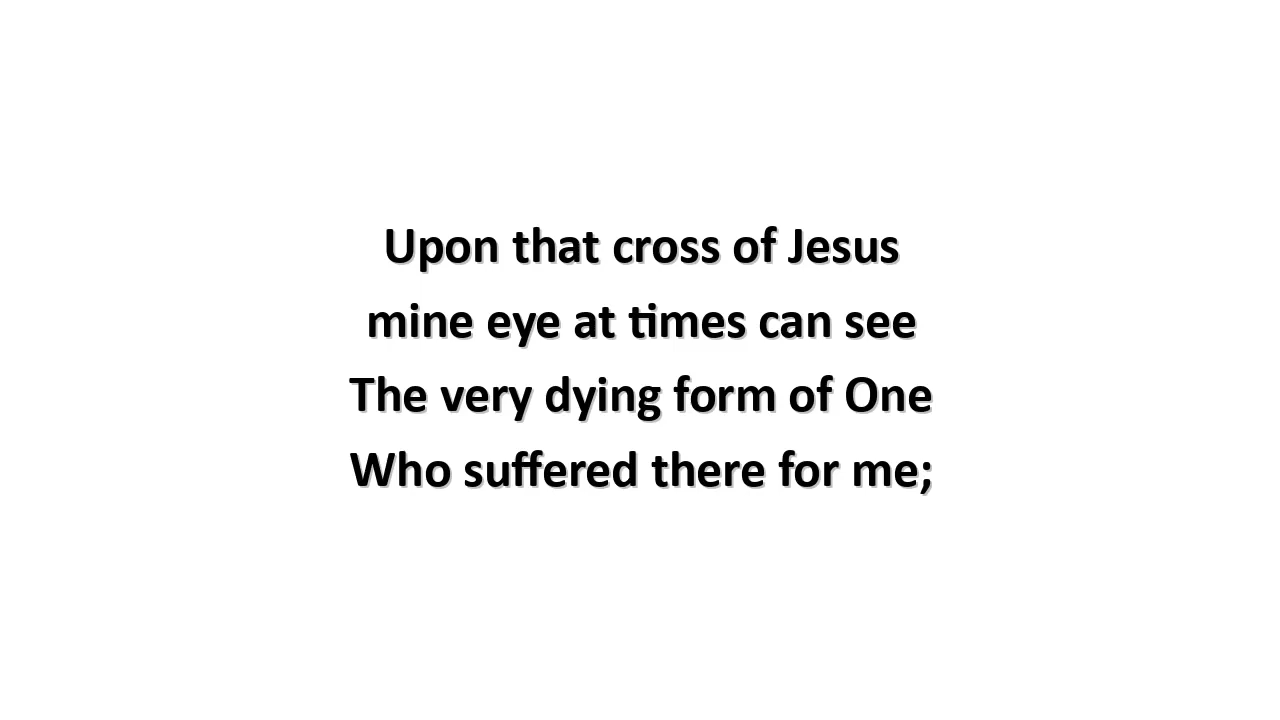 Upon that cross of Jesus
mine eye at times can see
The very dying form of One
Who suffered there for me;